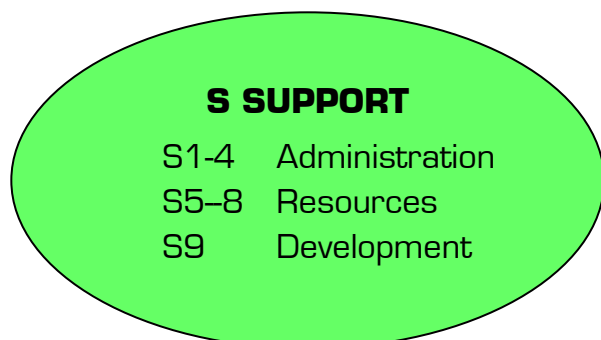 S SUPPORT
S1-4 Administration
S5–8 Resources
S9 Development